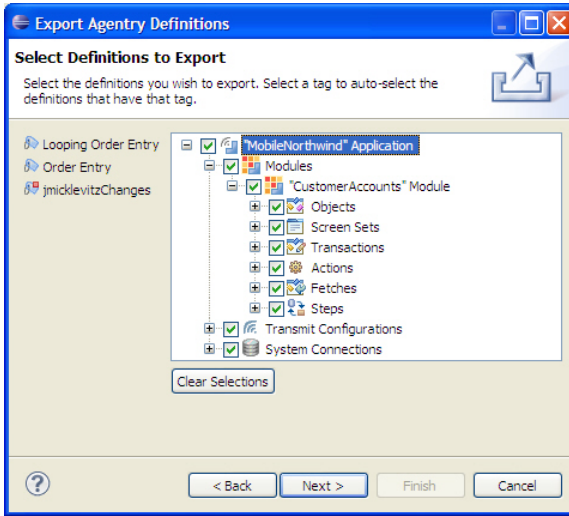 Export Agentry Definitions
Select Definitions to Export
Select the definitions you wish to export. Select a tag to auto-select the
definitions that have that tag.
Looping Order Entry
Order Entry
jmicklevitzChanges
"MobileNorthwind" Application
Modules
"CustomerAccounts" Module
Objects
Screen Sets
Transactions
Actions
Fetches
Steps
Transmit Configurations
System Connections
Clear Selections
?
< Back
Next >
Finish
Cancel